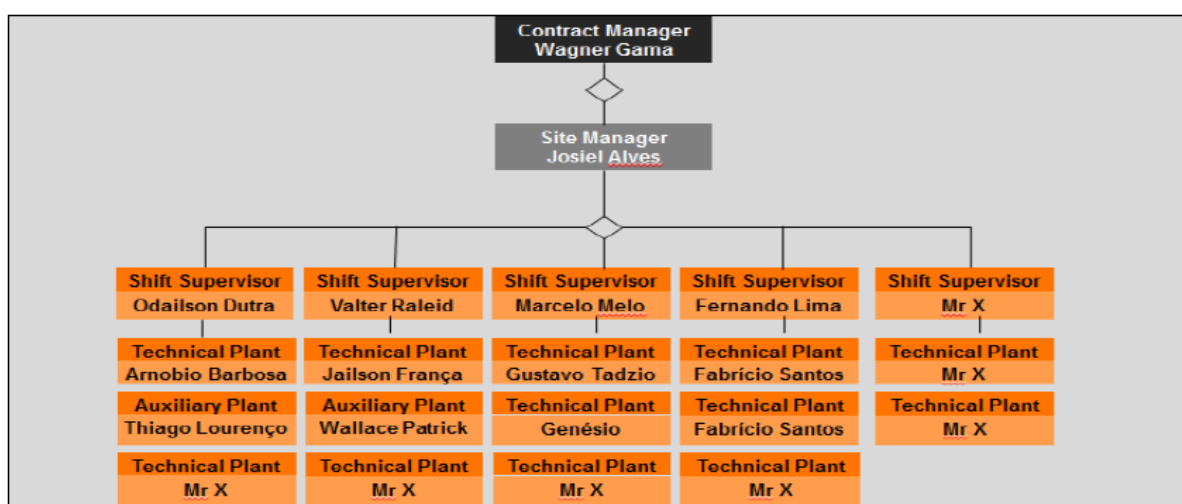 Contract Manager
Wagner Gama
Site Manager
Josiel Alves
Shift Supervisor
Odailson Dutra
Shift Supervisor
Valter Raleid
Shift Supervisor
Marcelo Melo
Shift Supervisor
Fernando Lima
Shift Supervisor
Mr X
Technical Plant
Arnobio Barbosa
Technical Plant
Jailson França
Technical Plant
Gustavo Tadzio
Technical Plant
Fabrício Santos
Technical Plant
Mr X
Auxiliary Plant
Thiago Lourenço
Auxiliary Plant
Wallace Patrick
Technical Plant
Genésio
Technical Plant
Fabrício Santos
Technical Plant
Mr X
Technical Plant
Mr X
Technical Plant
Mr X
Technical Plant
Mr X
Technical Plant
Mr X